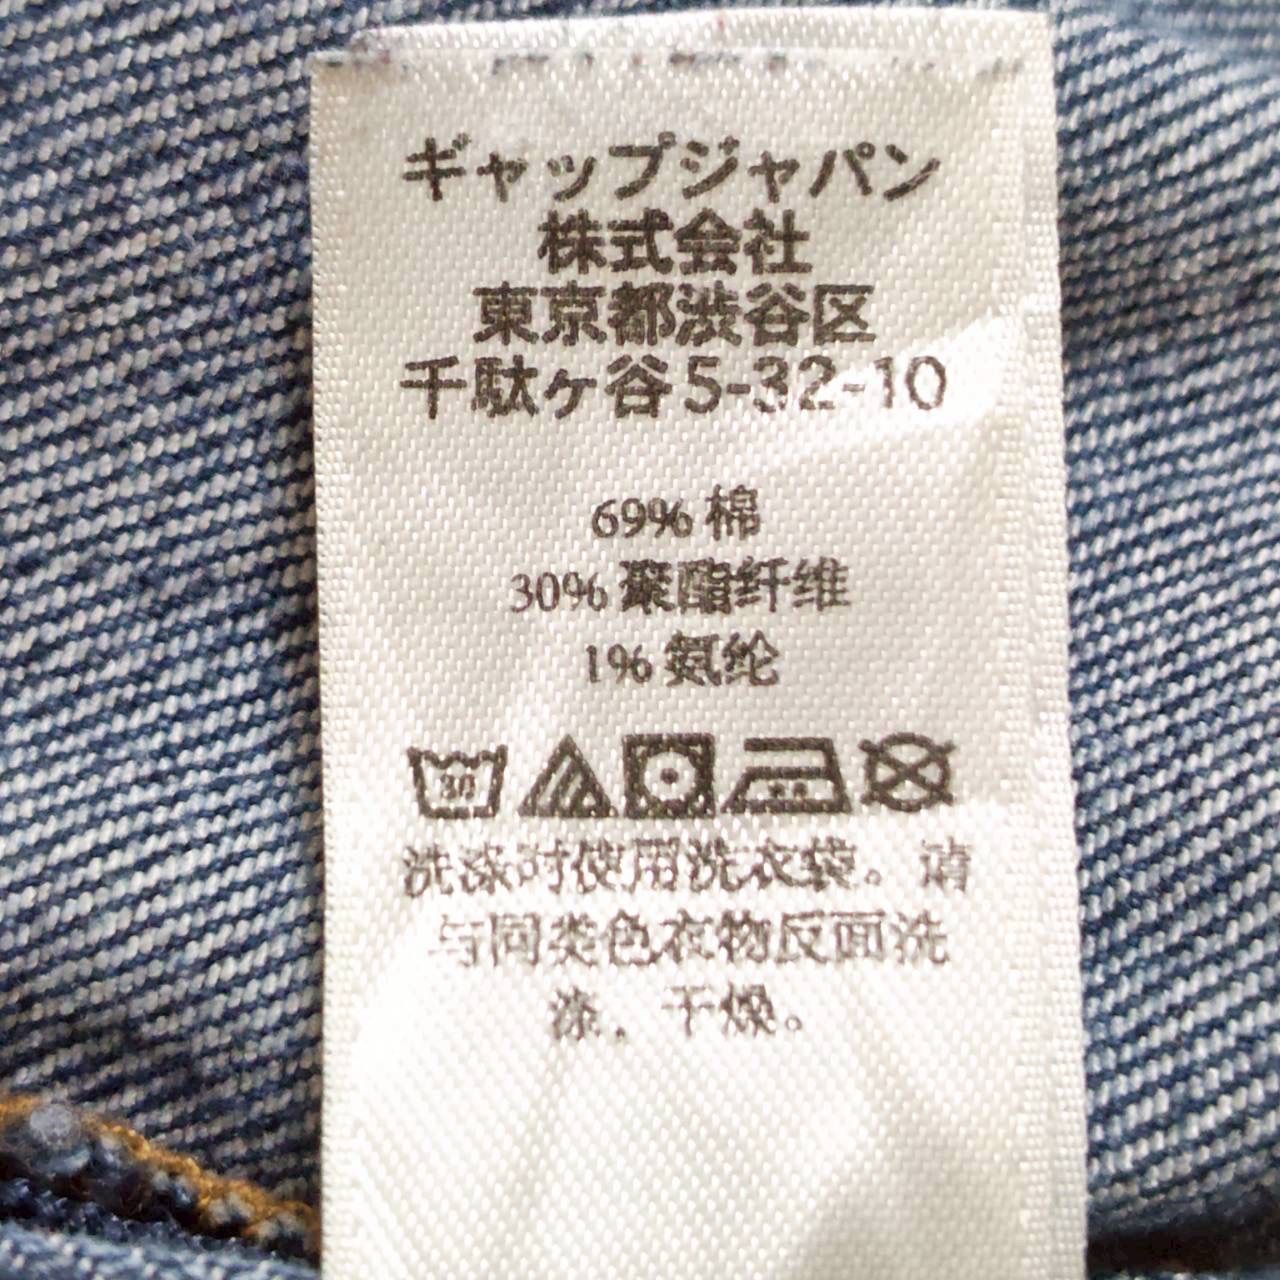 ギャップジャパン
株式会社
東京都渋谷区
千駄ヶ谷5-32-10
69% 棉
30% 聚酯纤维
1% 氨纶
30
洗涤时使用洗衣袋。请
与同类色衣物反面洗
涤，干燥。